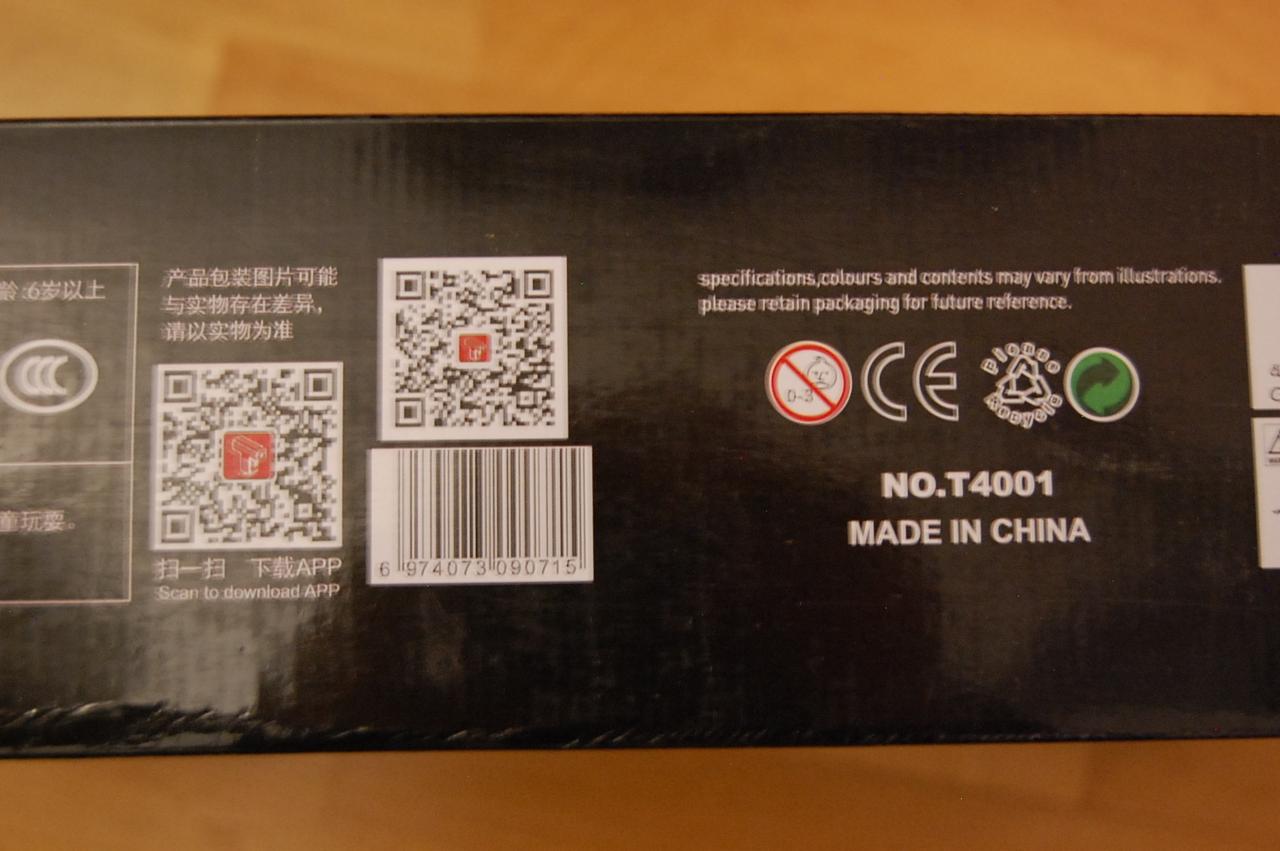 龄:6岁以上
童玩耍。
产品包装图片可能
与实物存在差异，
请以实物为准
扫一扫 下载APP
Scan to download APP
6 974073 090715
specifications,colours and contents may vary from illustrations.
please retain packaging for future reference.
0-3
CE
Please
Recycle
NO.T4001
MADE IN CHINA